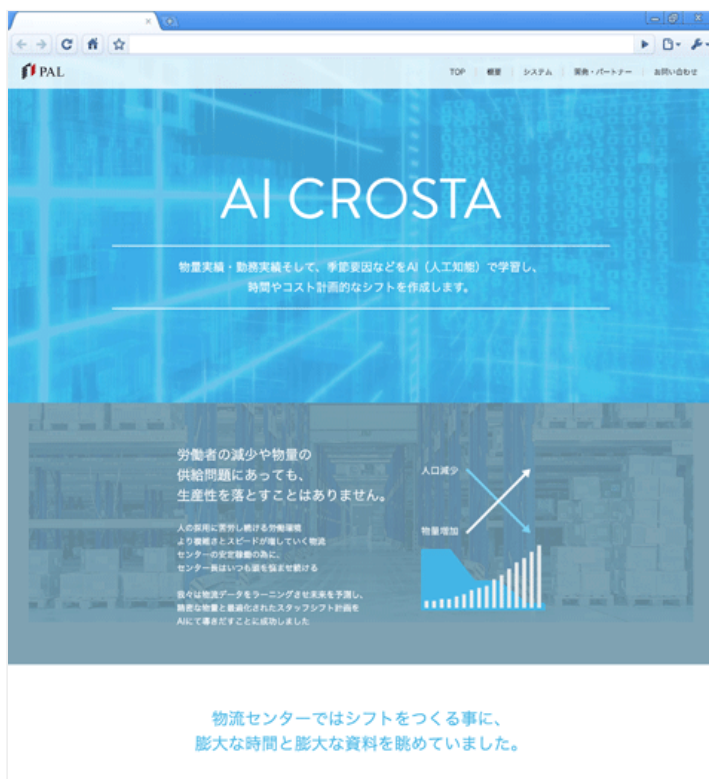 PAL
TOP 概要 システム 開発・パートナー お問い合わせ
AI CROSTA
物量実績・勤務実績そして、季節要因などをAI（人工知能）で学習し、
時間やコスト計画的なシフトを作成します。
労働者の減少や物量の
供給問題にあっても、
生産性を落とすことはありません。
人口減少
物量増加
人の採用に苦労し続ける労働環境
より複雑さとスピードが増していく物流
センターの安定稼働の為に、
センター長はいつも頭を悩ませ続ける
我々は物流データをラーニングさせ未来を予測し、
緻密な物量と最適化されたスタッフシフト計画を
AIにて導きだすことに成功しました
物流センターではシフトをつくる事に、
膨大な時間と膨大な資料を眺めていました。